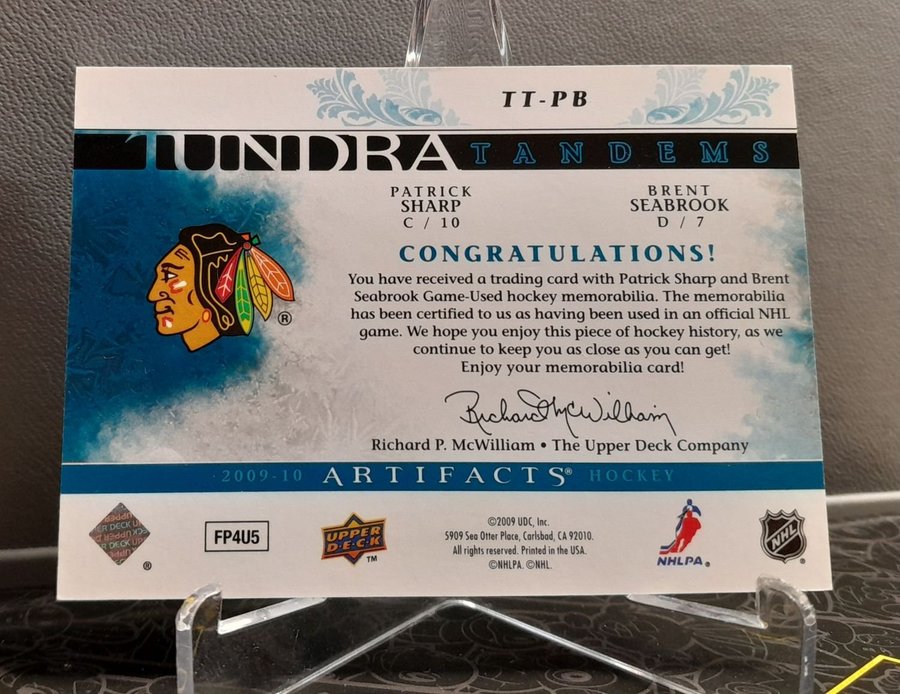 TT-PB
TUNDRA TANDEMS
PATRICK
SHARP
C / 10
BRENT
SEABROOK
D / 7
CONGRATULATIONS!
You have received a trading card with Patrick Sharp and Brent
Seabrook Game-Used hockey memorabilia. The memorabilia
has been certified to us as having been used in an official NHL
game. We hope you enjoy this piece of hockey history, as we
continue to keep you as close as you can get!
Enjoy your memorabilia card!
Richard McWilliam
Richard P. McWilliam • The Upper Deck Company
·2009-10 ARTIFACTS® HOCKEY
FP4U5
UPPER
DECK
TM
©2009 UDC, Inc.
5909 Sea Otter Place, Carlsbad, CA 92010.
All rights reserved. Printed in the USA.
©NHLPA. ©NHL.
NHLPA®
NHL